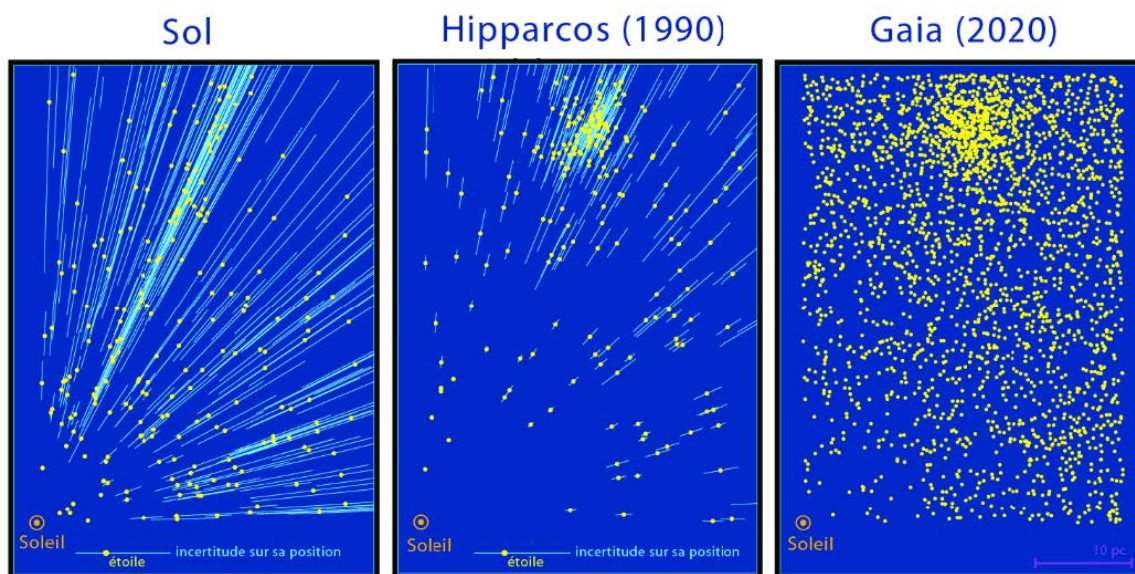 Sol
Hipparcos (1990)
Gaia (2020)
Soleil
étoile
incertitude sur sa position
Soleil
étoile
incertitude sur sa position
Soleil
10 pc